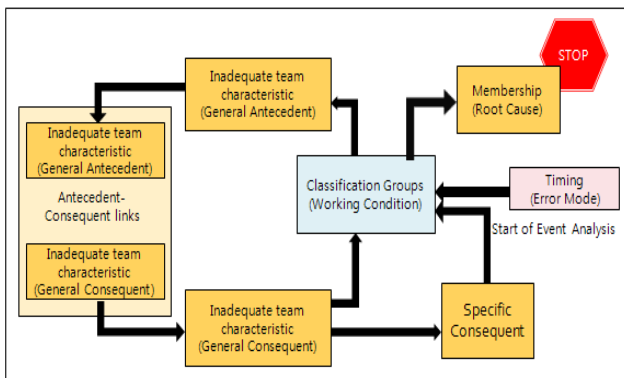 STOP
Inadequate team
characteristic
(General Antecedent)
Membership
(Root Cause)
Inadequate team
characteristic
(General Antecedent)
Antecedent-
Consequent links
Inadequate team
characteristic
(General Consequent)
Classification Groups
(Working Condition)
Timing
(Error Mode)
Start of Event Analysis
Inadequate team
characteristic
(General Consequent)
Specific
Consequent